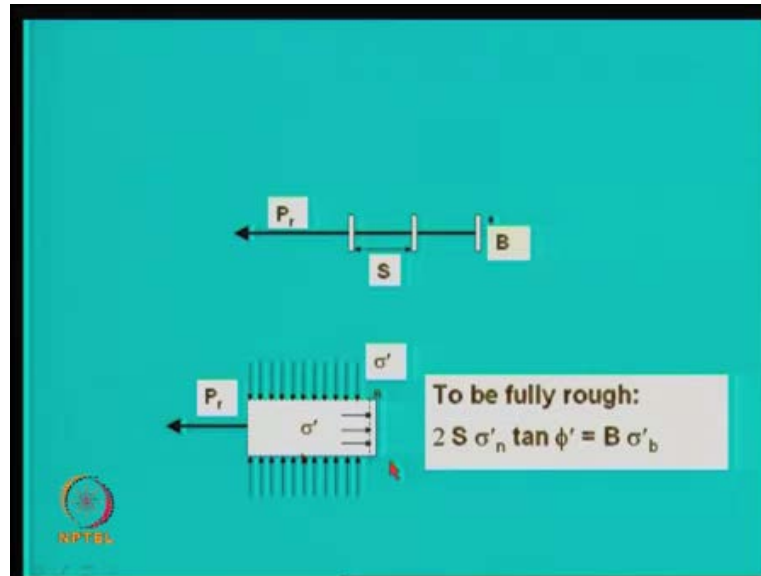 Pr
B
S
σ′
Pr
σ′
To be fully rough:
2 S σ′n tan ϕ′ = B σ′b
NPTEL